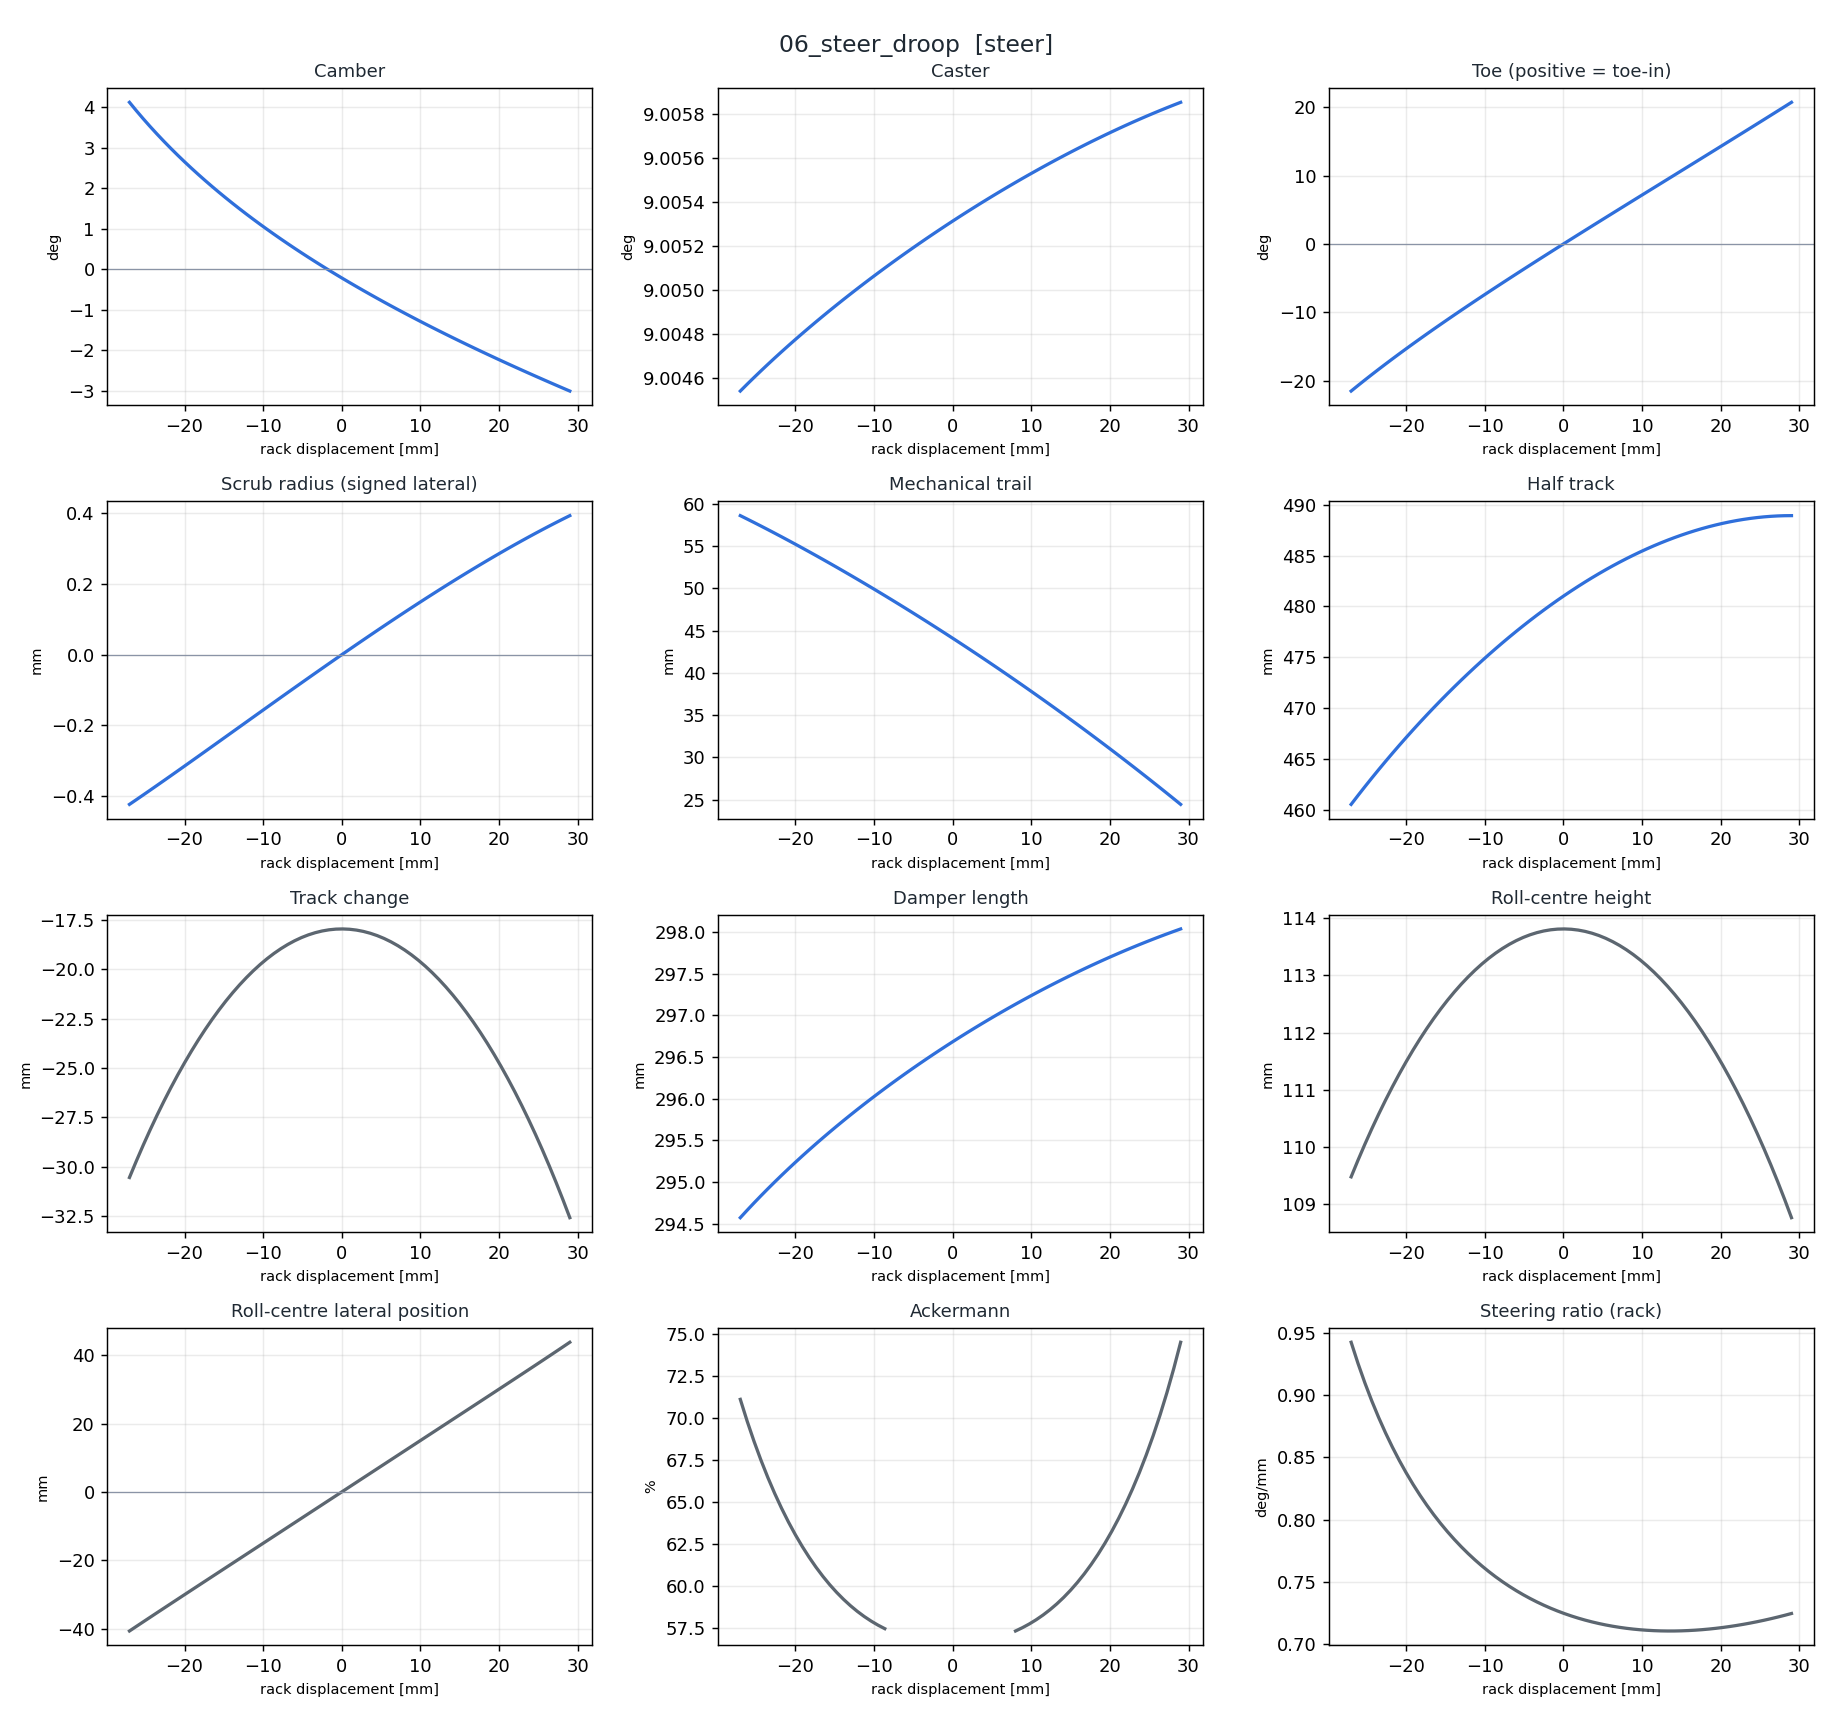 06_steer_droop  [steer]
Camber
deg
4
3
2
1
0
−1
−2
−3
−20 −10 0 10 20 30
rack displacement [mm]
Caster
deg
9.0058
9.0056
9.0054
9.0052
9.0050
9.0048
9.0046
−20 −10 0 10 20 30
rack displacement [mm]
Toe (positive = toe-in)
deg
20
10
0
−10
−20
−20 −10 0 10 20 30
rack displacement [mm]
Scrub radius (signed lateral)
mm
0.4
0.2
0.0
−0.2
−0.4
−20 −10 0 10 20 30
rack displacement [mm]
Mechanical trail
mm
60
55
50
45
40
35
30
25
−20 −10 0 10 20 30
rack displacement [mm]
Half track
mm
490
485
480
475
470
465
460
−20 −10 0 10 20 30
rack displacement [mm]
Track change
mm
−17.5
−20.0
−22.5
−25.0
−27.5
−30.0
−32.5
−20 −10 0 10 20 30
rack displacement [mm]
Damper length
mm
298.0
297.5
297.0
296.5
296.0
295.5
295.0
294.5
−20 −10 0 10 20 30
rack displacement [mm]
Roll-centre height
mm
114
113
112
111
110
109
−20 −10 0 10 20 30
rack displacement [mm]
Roll-centre lateral position
mm
40
20
0
−20
−40
−20 −10 0 10 20 30
rack displacement [mm]
Ackermann
%
75.0
72.5
70.0
67.5
65.0
62.5
60.0
57.5
−20 −10 0 10 20 30
rack displacement [mm]
Steering ratio (rack)
deg/mm
0.95
0.90
0.85
0.80
0.75
0.70
−20 −10 0 10 20 30
rack displacement [mm]